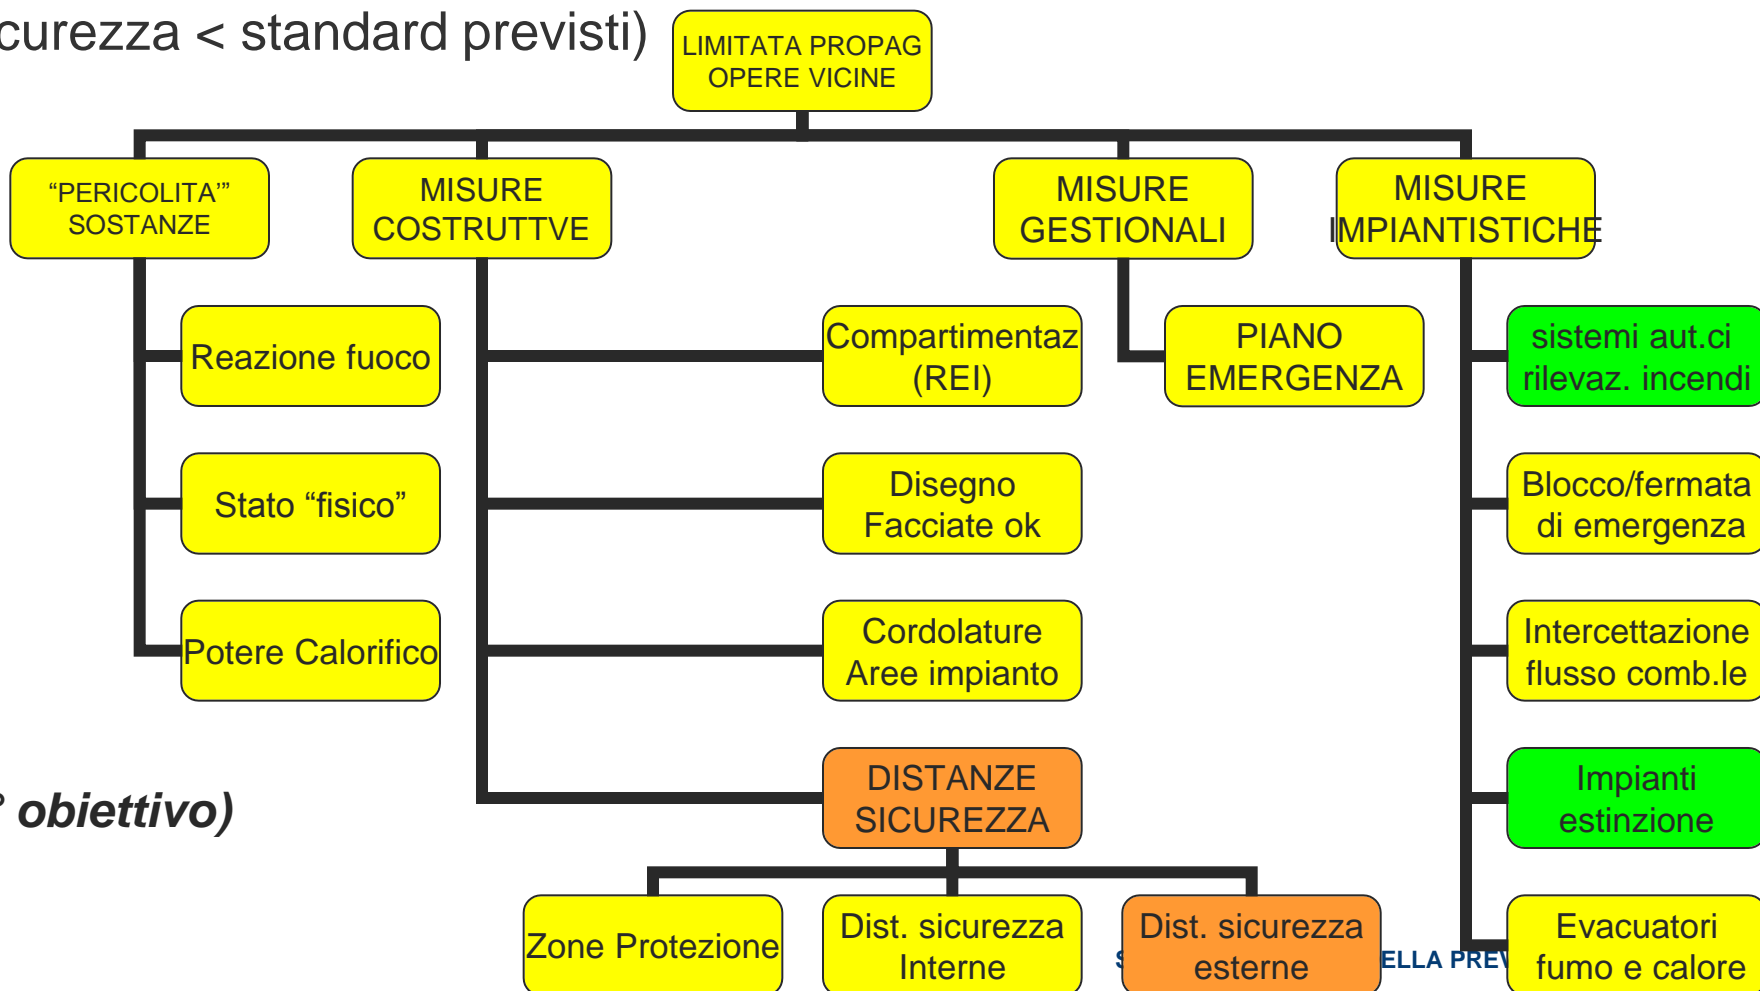 curezza < standard previsti)
LIMITATA PROPAG
OPERE VICINE
“PERICOLITA’”
SOSTANZE
MISURE
COSTRUTTVE
MISURE
GESTIONALI
MISURE
IMPIANTISTICHE
Reazione fuoco
Compartimentaz
(REI)
PIANO
EMERGENZA
sistemi aut.ci
rilevaz. incendi
Stato “fisico”
Disegno
Facciate ok
Blocco/fermata
di emergenza
Potere Calorifico
Cordolature
Aree impianto
Intercettazione
flusso comb.le
° obiettivo)
DISTANZE
SICUREZZA
Impianti
estinzione
Zone Protezione
Dist. sicurezza
Interne
Dist. sicurezza
esterne
S
ELLA PREV
Evacuatori
fumo e calore